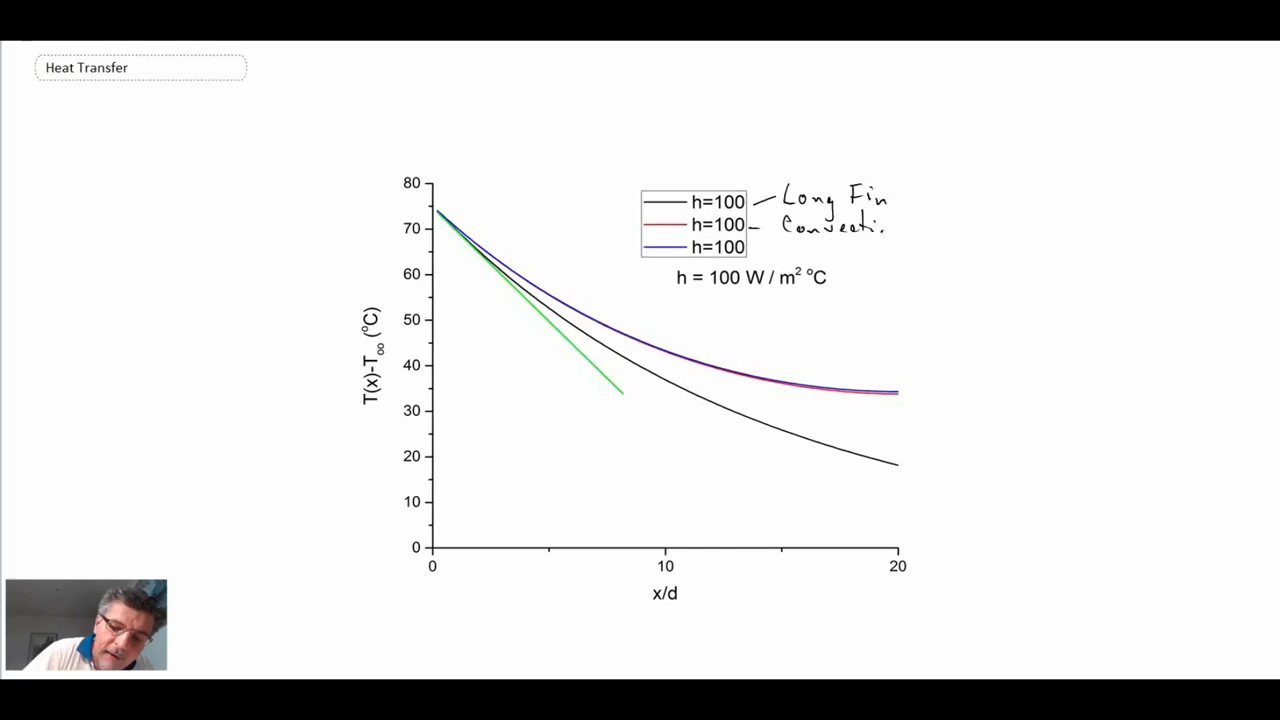 Heat Transfer
80
70
60
50
40
30
20
10
0
T(x)-T∞ (°C)
0 10 20
x/d
h=100 Long Fin
h=100 Convecti
h=100
h = 100 W / m² °C